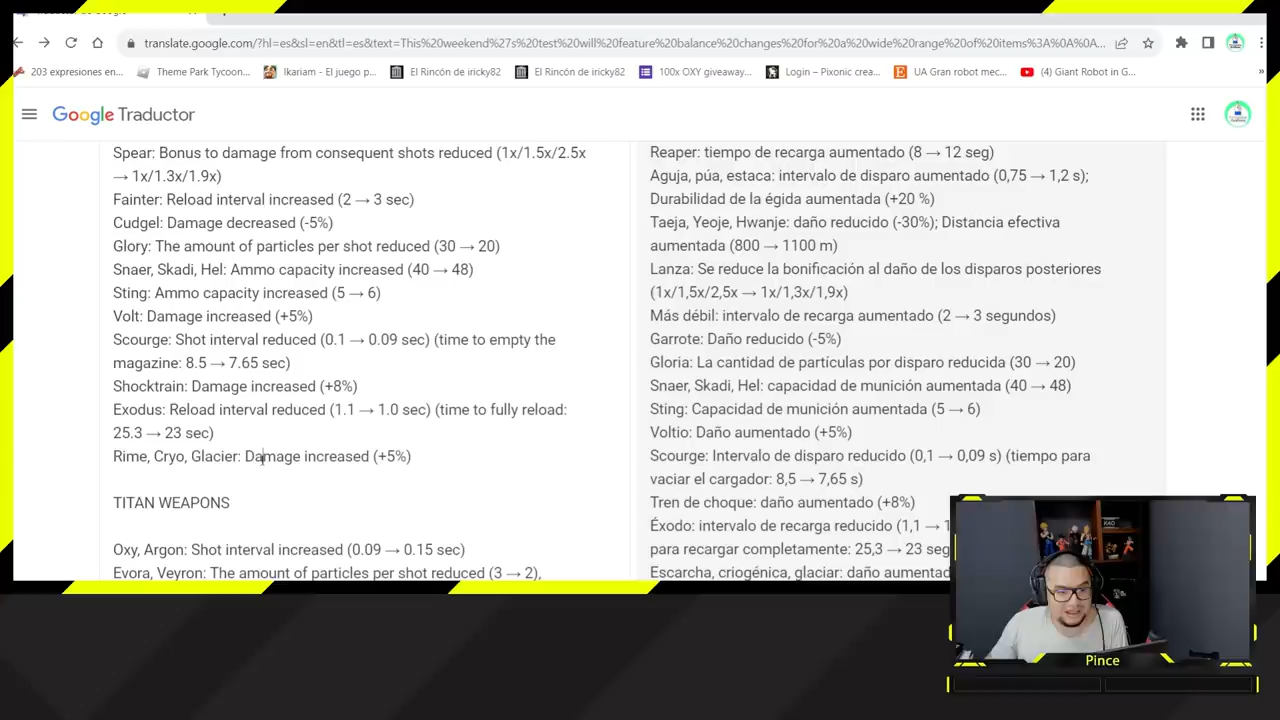 translate.google.com/?hl=es&sl=en&tl=es&text=This%20weekend%27s%20test%20will%20feature%20balance%20changes%20for%20a%20wide%20range%20of%20items%3A%0A%0A...
203 expresiones en...
Theme Park Tycoon...
Ikariam - El juego p...
El Rincón de iricky82
El Rincón de iricky82
100x OXY giveaway...
Login – Pixonic crea...
UA Gran robot mec...
(4) Giant Robot in G...
»
Google Traductor
Spear: Bonus to damage from consequent shots reduced (1x/1.5x/2.5x
→ 1x/1.3x/1.9x)
Fainter: Reload interval increased (2 → 3 sec)
Cudgel: Damage decreased (-5%)
Glory: The amount of particles per shot reduced (30 → 20)
Snaer, Skadi, Hel: Ammo capacity increased (40 → 48)
Sting: Ammo capacity increased (5 → 6)
Volt: Damage increased (+5%)
Scourge: Shot interval reduced (0.1 → 0.09 sec) (time to empty the
magazine: 8.5 → 7.65 sec)
Shocktrain: Damage increased (+8%)
Exodus: Reload interval reduced (1.1 → 1.0 sec) (time to fully reload:
25.3 → 23 sec)
Rime, Cryo, Glacier: Damage increased (+5%)
TITAN WEAPONS
Oxy, Argon: Shot interval increased (0.09 → 0.15 sec)
Evora, Veyron: The amount of particles per shot reduced (3 → 2),
Reaper: tiempo de recarga aumentado (8 → 12 seg)
Aguja, púa, estaca: intervalo de disparo aumentado (0,75 → 1,2 s);
Durabilidad de la égida aumentada (+20 %)
Taeja, Yeoje, Hwanje: daño reducido (-30%); Distancia efectiva
aumentada (800 → 1100 m)
Lanza: Se reduce la bonificación al daño de los disparos posteriores
(1x/1,5x/2,5x → 1x/1,3x/1,9x)
Más débil: intervalo de recarga aumentado (2 → 3 segundos)
Garrote: Daño reducido (-5%)
Gloria: La cantidad de partículas por disparo reducida (30 → 20)
Snaer, Skadi, Hel: capacidad de munición aumentada (40 → 48)
Sting: Capacidad de munición aumentada (5 → 6)
Voltio: Daño aumentado (+5%)
Scourge: Intervalo de disparo reducido (0,1 → 0,09 s) (tiempo para
vaciar el cargador: 8,5 → 7,65 s)
Tren de choque: daño aumentado (+8%)
Éxodo: intervalo de recarga reducido (1,1 → 1
para recargar completamente: 25,3 → 23 seg
Escarcha, criogénica, glaciar: daño aumentad
Pince